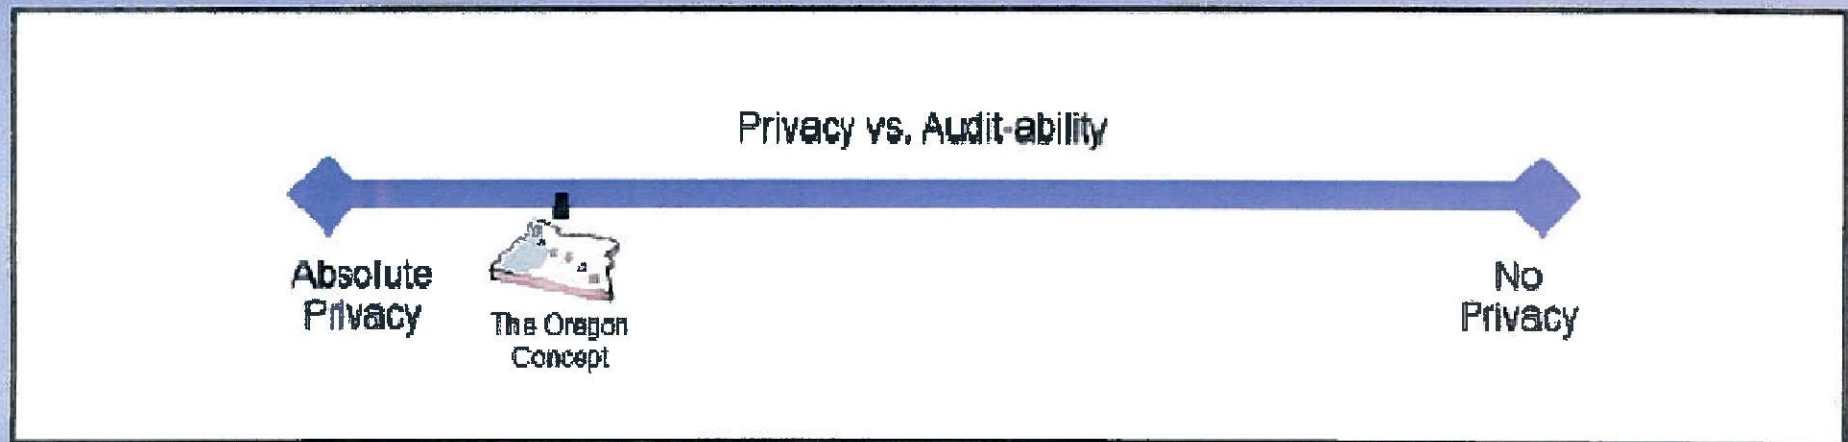 Privacy vs. Audit-ability
Absolute
Privacy
The Oregon
Concept
No
Privacy